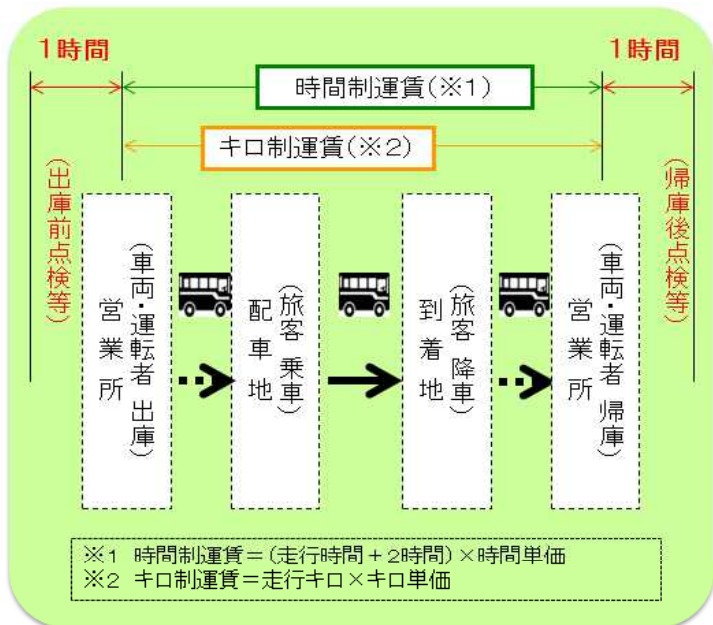 1時間
1時間
時間制運賃(※1)
キロ制運賃(※2)
(出庫前点検等)
営業所
(車両・運転者 出庫)
配車地
(旅客 乗車)
到着地
(旅客 降車)
営業所
(車両・運転者 帰庫)
(帰庫後点検等)
※1 時間制運賃=(走行時間+2時間)×時間単価
※2 キロ制運賃=走行キロ×キロ単価